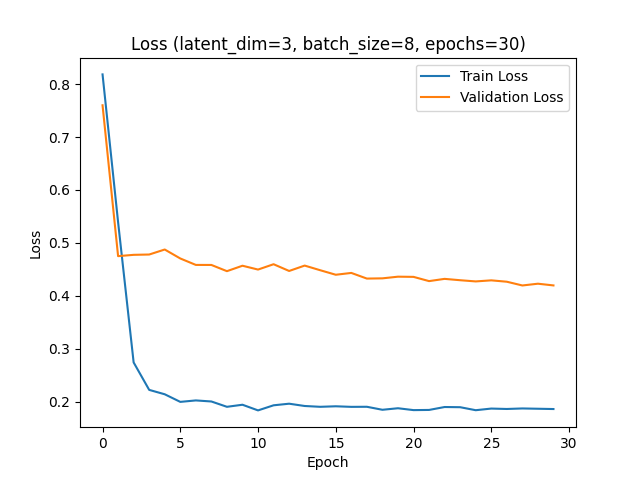 Loss (latent_dim=3, batch_size=8, epochs=30)
Train Loss
Validation Loss
Loss
0.8
0.7
0.6
0.5
0.4
0.3
0.2
0 5 10 15 20 25 30
Epoch